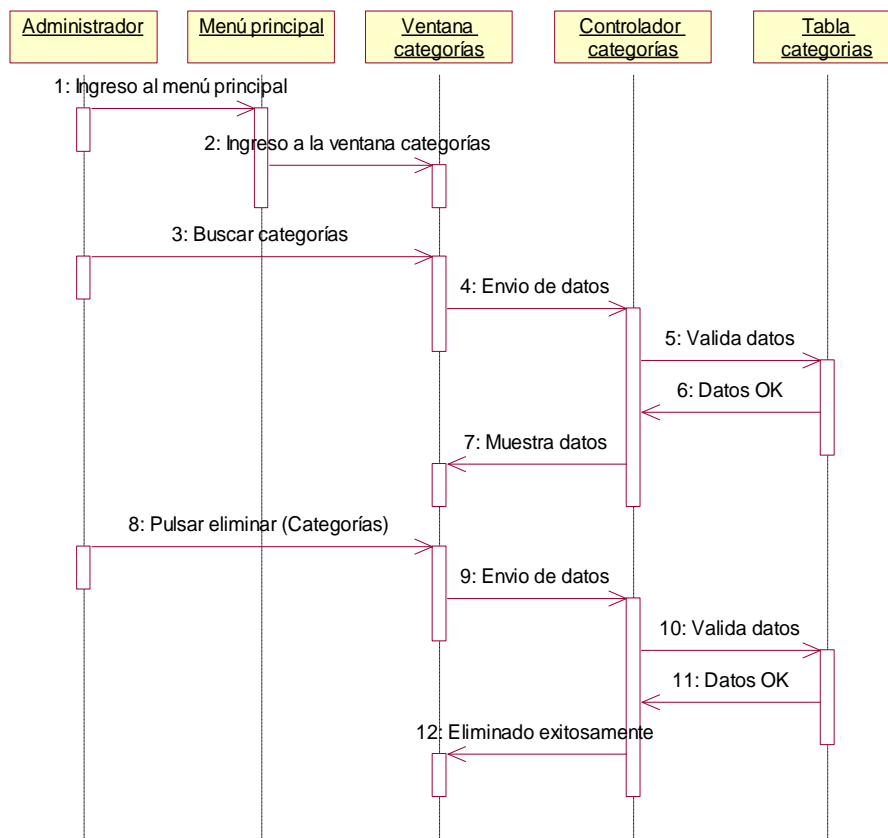 Administrador
Menú principal
Ventana
categorías
Controlador
categorías
Tabla
categorias
1: Ingreso al menú principal
2: Ingreso a la ventana categorías
3: Buscar categorías
4: Envio de datos
5: Valida datos
6: Datos OK
7: Muestra datos
8: Pulsar eliminar (Categorías)
9: Envio de datos
10: Valida datos
11: Datos OK
12: Eliminado exitosamente